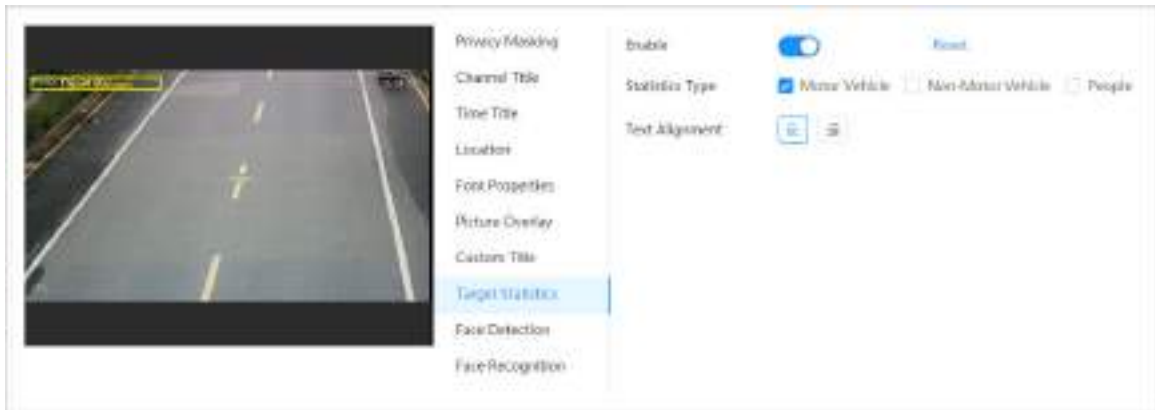 Privacy Masking
Channel Title
Time Title
Location
Font Properties
Picture Overlay
Custom Title
Target Statistics
Face Detection
Face Recognition
Enable Reset
Statistics Type Motor Vehicle Non-Motor Vehicle People
Text Alignment